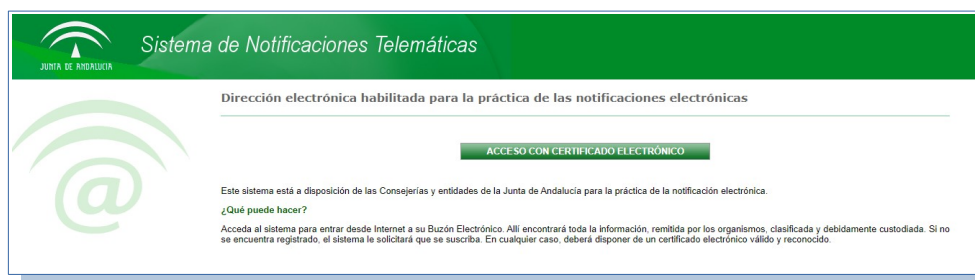 Sistema de Notificaciones Telemáticas
JUNTA DE ANDALUCIA
Dirección electrónica habilitada para la práctica de las notificaciones electrónicas
ACCESO CON CERTIFICADO ELECTRÓNICO
@
Este sistema está a disposición de las Consejerías y entidades de la Junta de Andalucía para la práctica de la notificación electrónica.
¿Qué puede hacer?
Acceda al sistema para entrar desde Internet a su Buzón Electrónico. Allí encontrará toda la información, remitida por los organismos, clasificada y debidamente custodiada. Si no
se encuentra registrado, el sistema le solicitará que se suscriba. En cualquier caso, deberá disponer de un certificado electrónico válido y reconocido.